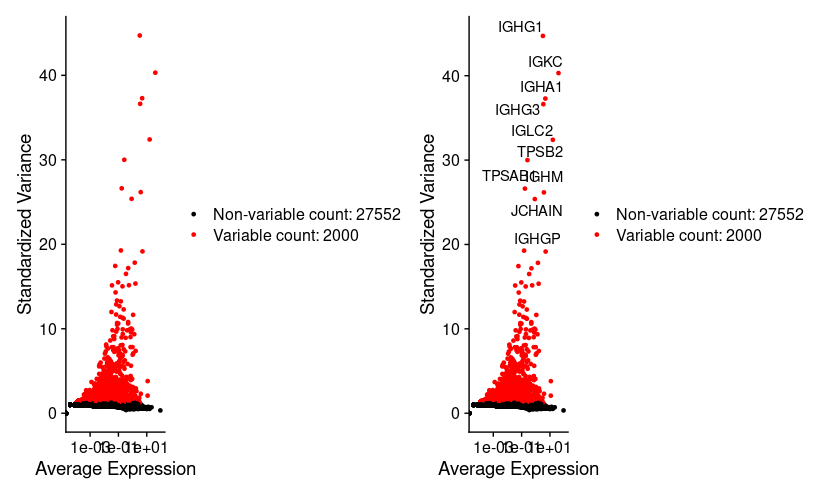 Standardized Variance
40
30
20
10
0
1e-03
1e-01
1e+01
Average Expression
Non-variable count: 27552
Variable count: 2000
Standardized Variance
40
30
20
10
0
IGHG1
IGKC
IGHA1
IGHG3
IGLC2
TPSB2
TPSAB1
IGHM
JCHAIN
IGHGP
1e-03
1e-01
1e+01
Average Expression
Non-variable count: 27552
Variable count: 2000